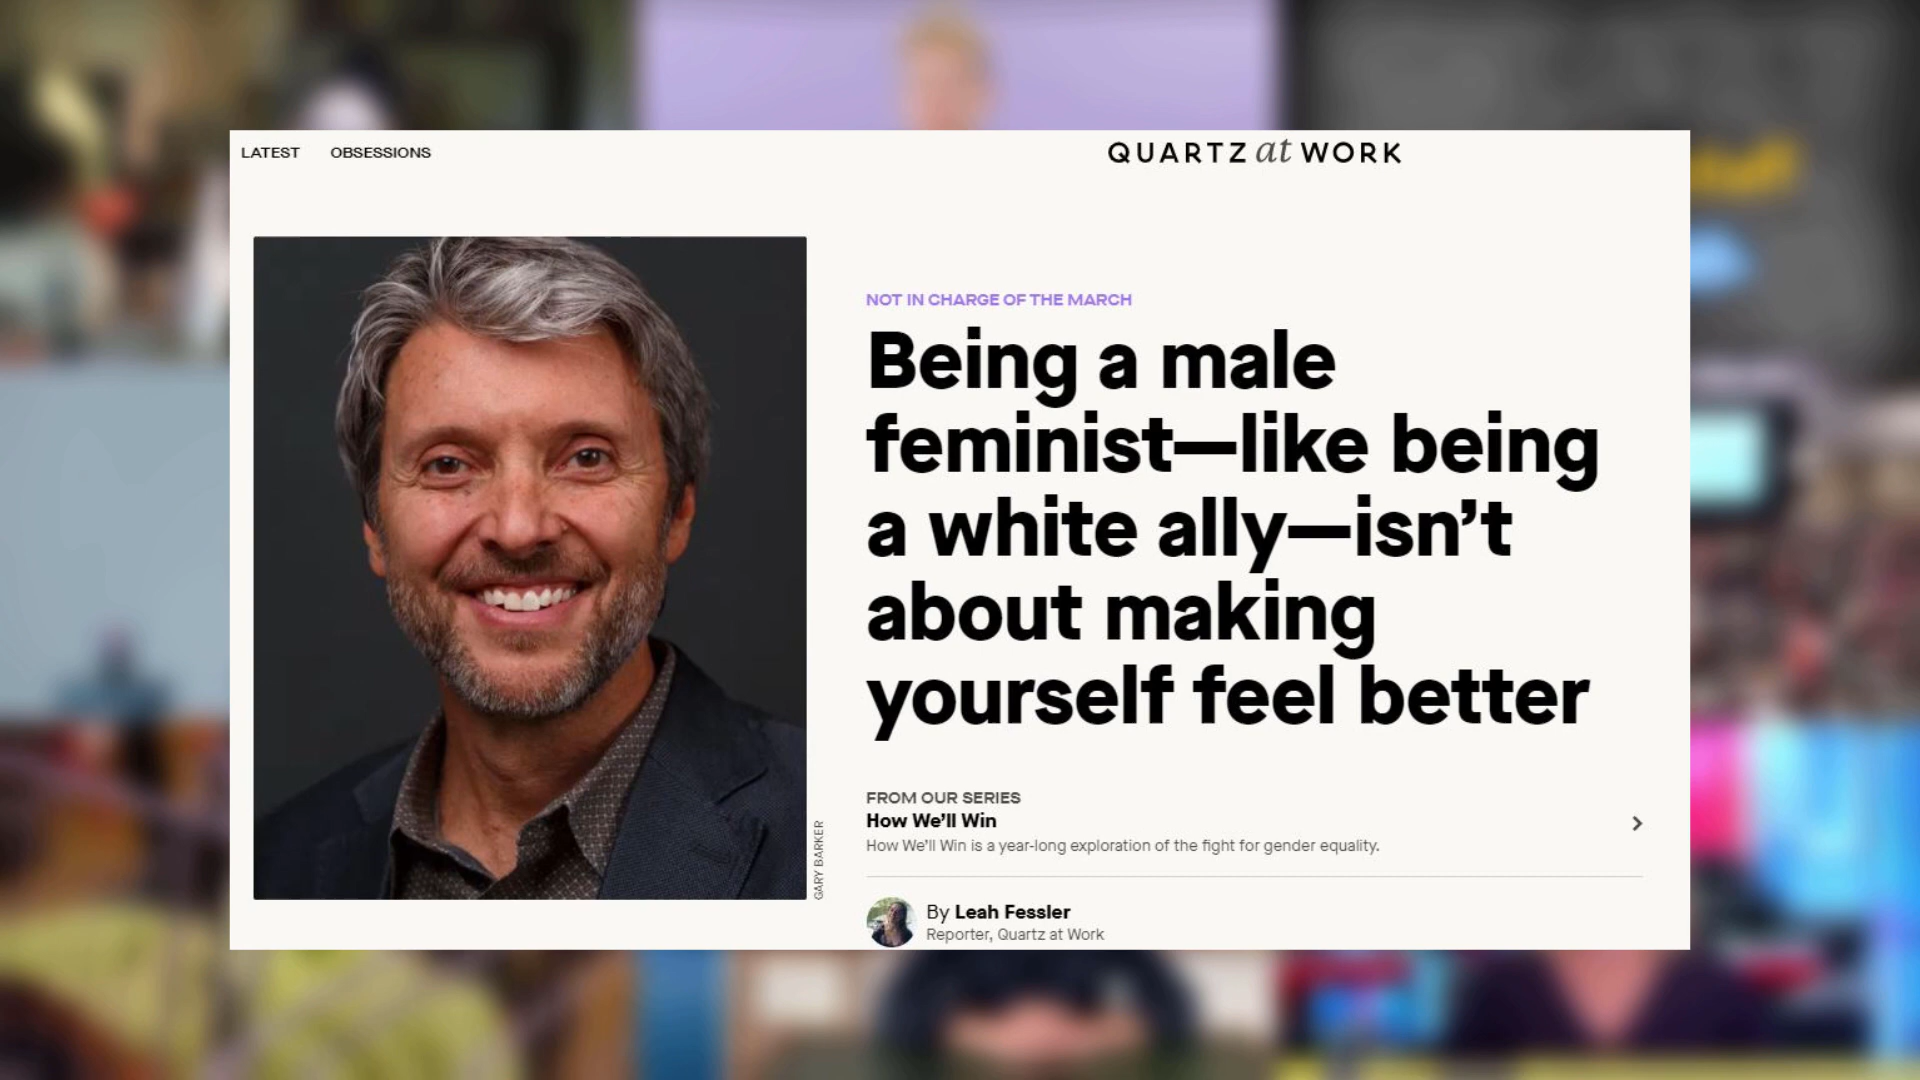 LATEST OBSESSIONS QUARTZ at WORK
NOT IN CHARGE OF THE MARCH
Being a male
feminist—like being
a white ally—isn’t
about making
yourself feel better
GARY BARKER
FROM OUR SERIES
How We’ll Win
How We’ll Win is a year-long exploration of the fight for gender equality.
By Leah Fessler
Reporter, Quartz at Work